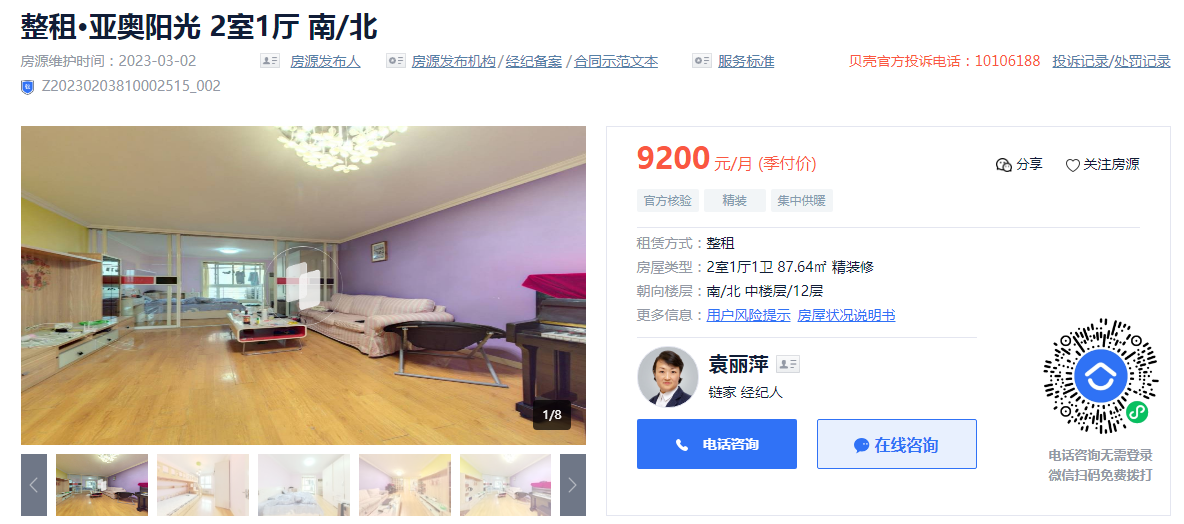 整租·亚奥阳光 2室1厅 南/北
房源维护时间：2023-03-02 房源发布人 房源发布机构/经纪备案 /合同示范文本 服务标准 贝壳官方投诉电话：10106188 投诉记录/处罚记录
Z20230203810002515_002
9200 元/月 (季付价) 分享 关注房源
官方核验 精装 集中供暖
租赁方式：整租
房屋类型：2室1厅1卫 87.64㎡ 精装修
朝向楼层：南/北 中楼层/12层
更多信息：用户风险提示 房屋状况说明书
袁丽萍
链家 经纪人
1/8
电话咨询 在线咨询
电话咨询无需登录
微信扫码免费拨打